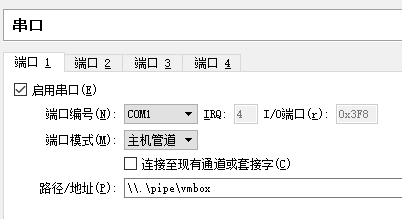 串口
端口 1 端口 2 端口 3 端口 4
启用串口(E)
端口编号(N): COM1 IRQ: 4 I/O端口(r): 0x3F8
端口模式(M): 主机管道
连接至现有通道或套接字(C)
路径/地址(P): \\.\pipe\vmbox